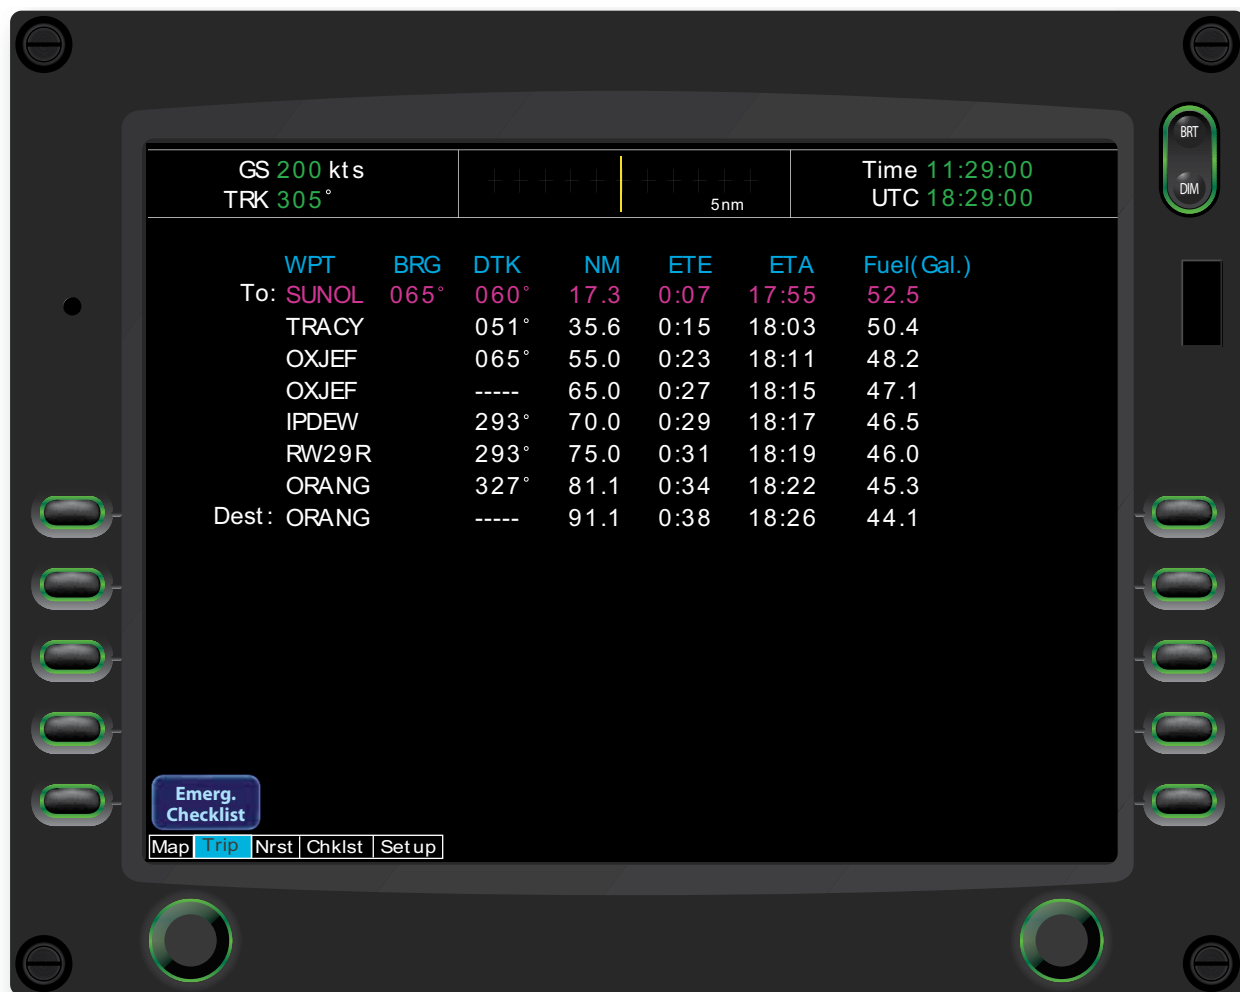 BRT
DIM
GS 200 kts
TRK 305°
5nm
Time 11:29:00
UTC 18:29:00
WPT BRG DTK NM ETE ETA Fuel(Gal.)
To: SUNOL 065° 060° 17.3 0:07 17:55 52.5
TRACY 051° 35.6 0:15 18:03 50.4
OXJEF 065° 55.0 0:23 18:11 48.2
OXJEF ----- 65.0 0:27 18:15 47.1
IPDEW 293° 70.0 0:29 18:17 46.5
RW29R 293° 75.0 0:31 18:19 46.0
ORANG 327° 81.1 0:34 18:22 45.3
Dest: ORANG ----- 91.1 0:38 18:26 44.1
Emerg.
Checklist
Map Trip Nrst Chklst Setup